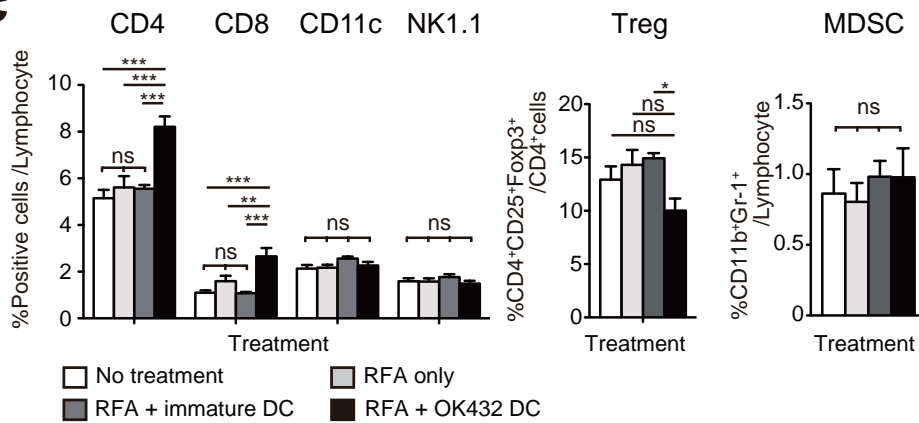 CD4 CD8 CD11c NK1.1 Treg MDSC
%Positive cells /Lymphocyte
10
8
6
4
2
0
***
***
***
ns
***
**
***
ns
ns
ns
Treatment
%CD4⁺CD25⁺Foxp3⁺
/CD4⁺cells
20
15
10
5
0
*
ns
ns
Treatment
%CD11b⁺Gr-1⁺
/Lymphocyte
1.5
1.0
0.5
0
ns
Treatment
No treatment RFA only
RFA + immature DC RFA + OK432 DC